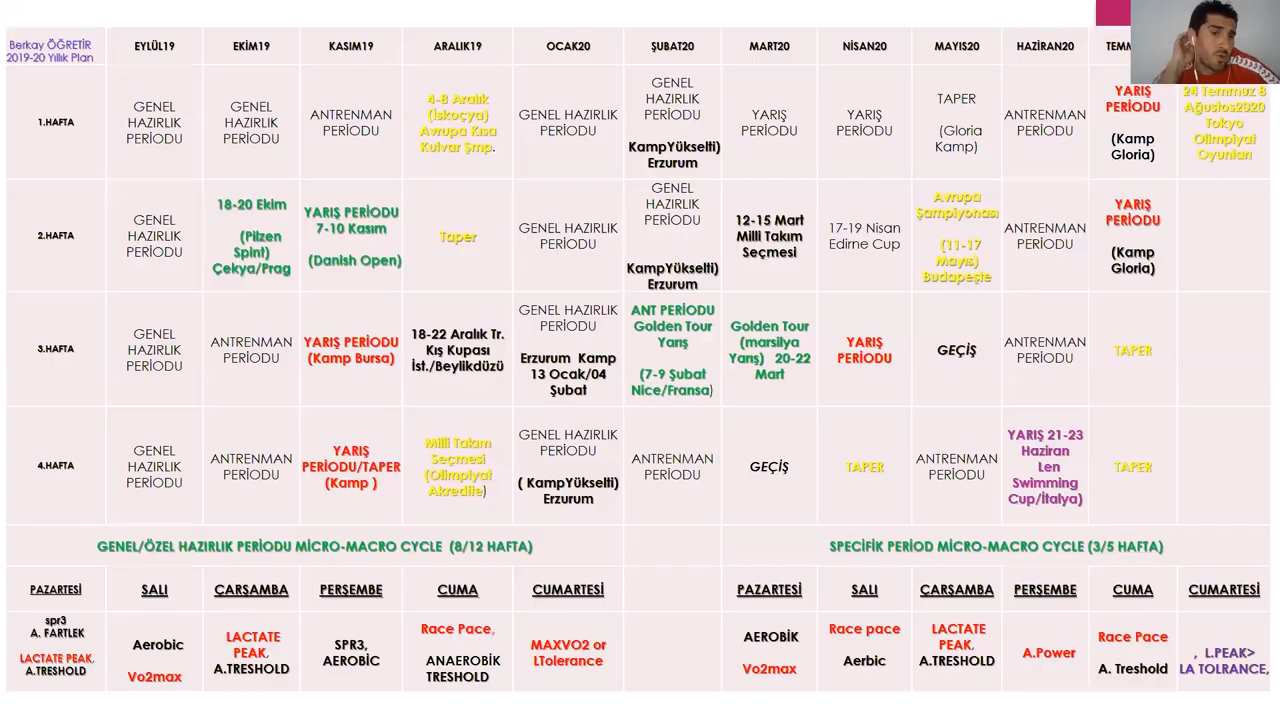 Berkay ÖĞRETİR
2019-20 Yıllık Plan
EYLÜL19
EKİM19
KASIM19
ARALIK19
OCAK20
ŞUBAT20
MART20
NİSAN20
MAYIS20
HAZİRAN20
1.HAFTA
GENEL
HAZIRLIK
PERİODU
GENEL
HAZIRLIK
PERİODU
ANTRENMAN
PERİODU
4-8 Aralık
(İskoçya)
Avrupa Kısa
Kulvar Şmp.
GENEL HAZIRLIK
PERİODU
GENEL
HAZIRLIK
PERİODU
KampYükselti)
Erzurum
YARIŞ
PERİODU
YARIŞ
PERİODU
TAPER
(Gloria
Kamp)
ANTRENMAN
PERİODU
YARIŞ
PERİODU
(Kamp
Gloria)
24 Temmuz 8
Ağustos2020
Tokyo
Olimpiyat
Oyunları
2.HAFTA
GENEL
HAZIRLIK
PERİODU
18-20 Ekim
(Pilzen
Spint)
Çekya/Prag
YARIŞ PERİODU
7-10 Kasım
(Danish Open)
Taper
GENEL HAZIRLIK
PERİODU
GENEL
HAZIRLIK
PERİODU
KampYükselti)
Erzurum
12-15 Mart
Milli Takım
Seçmesi
17-19 Nisan
Edirne Cup
Avrupa
Şampiyonası
(11-17
Mayıs)
Budapeşte
ANTRENMAN
PERİODU
YARIŞ
PERİODU
(Kamp
Gloria)
3.HAFTA
GENEL
HAZIRLIK
PERİODU
ANTRENMAN
PERİODU
YARIŞ PERİODU
(Kamp Bursa)
18-22 Aralık Tr.
Kış Kupası
İst./Beylikdüzü
GENEL HAZIRLIK
PERİODU
Erzurum Kamp
13 Ocak/04
Şubat
ANT PERİODU
Golden Tour
Yarış
(7-9 Şubat
Nice/Fransa)
Golden Tour
(marsilya
Yarış) 20-22
Mart
YARIŞ
PERİODU
GEÇİŞ
ANTRENMAN
PERİODU
TAPER
4.HAFTA
GENEL
HAZIRLIK
PERİODU
ANTRENMAN
PERİODU
YARIŞ
PERİODU/TAPER
(Kamp )
Milli Takım
Seçmesi
(Olimpiyat
Akredite)
GENEL HAZIRLIK
PERİODU
( KampYükselti)
Erzurum
ANTRENMAN
PERİODU
GEÇİŞ
TAPER
ANTRENMAN
PERİODU
YARIŞ 21-23
Haziran
Len
Swimming
Cup/İtalya)
TAPER
GENEL/ÖZEL HAZIRLIK PERİODU MİCRO-MACRO CYCLE (8/12 HAFTA)
SPECİFİK PERİOD MİCRO-MACRO CYCLE (3/5 HAFTA)
PAZARTESİ
SALI
ÇARŞAMBA
PERŞEMBE
CUMA
CUMARTESİ
PAZARTESİ
SALI
ÇARŞAMBA
PERŞEMBE
CUMA
CUMARTESİ
spr3
A. FARTLEK
LACTATE PEAK,
A.TRESHOLD
Aerobic
Vo2max
LACTATE
PEAK,
A.TRESHOLD
SPR3,
AEROBİC
Race Pace,
ANAEROBİK
TRESHOLD
MAXVO2 or
LTolerance
AEROBİK
Vo2max
Race pace
Aerbic
LACTATE
PEAK,
A.TRESHOLD
A.Power
Race Pace
A. Treshold
, L.PEAK>
LA TOLRANCE,